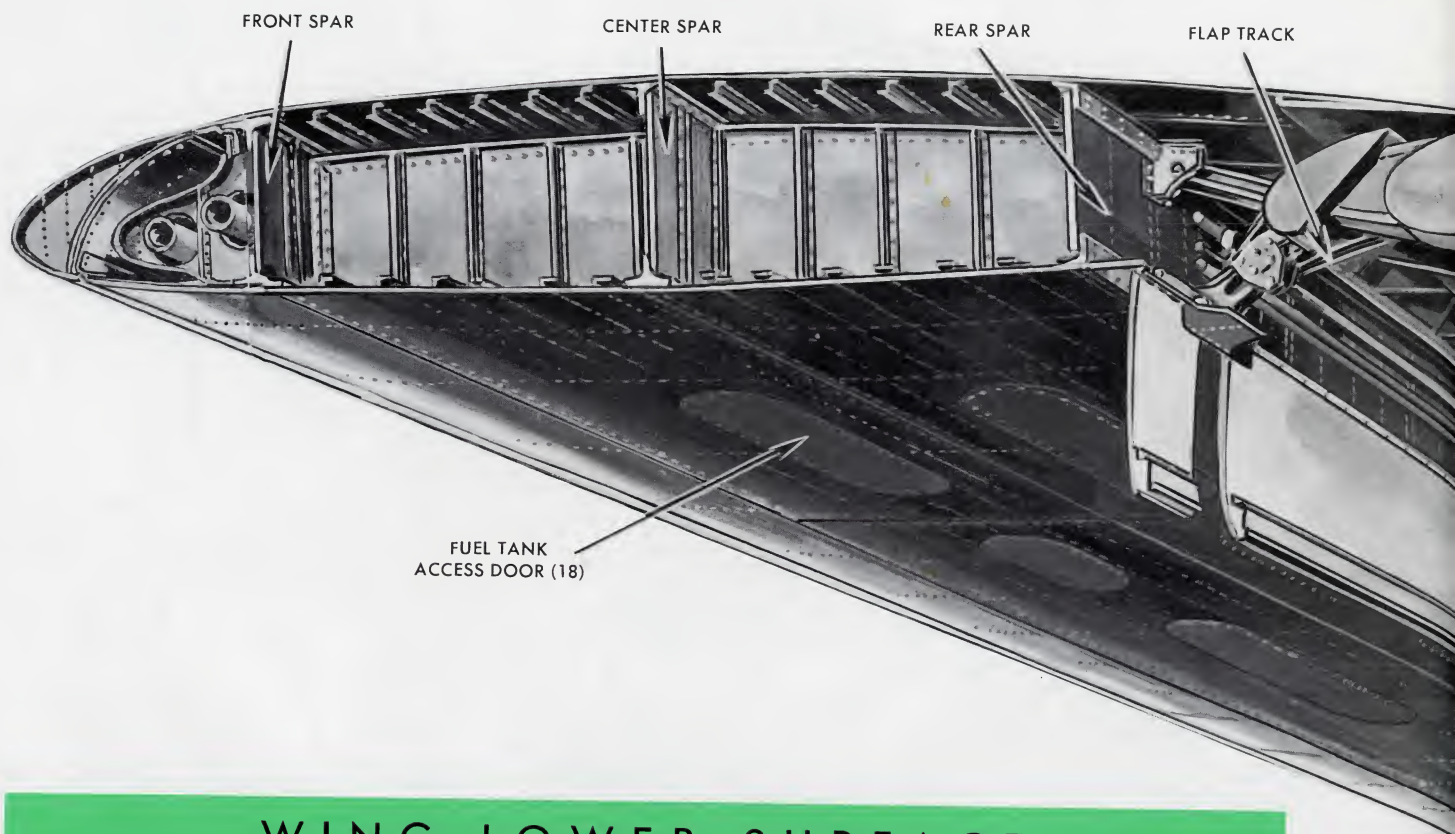 FRONT SPAR
CENTER SPAR
REAR SPAR
FLAP TRACK
FUEL TANK
ACCESS DOOR (18)
WING LOWER SURFACE